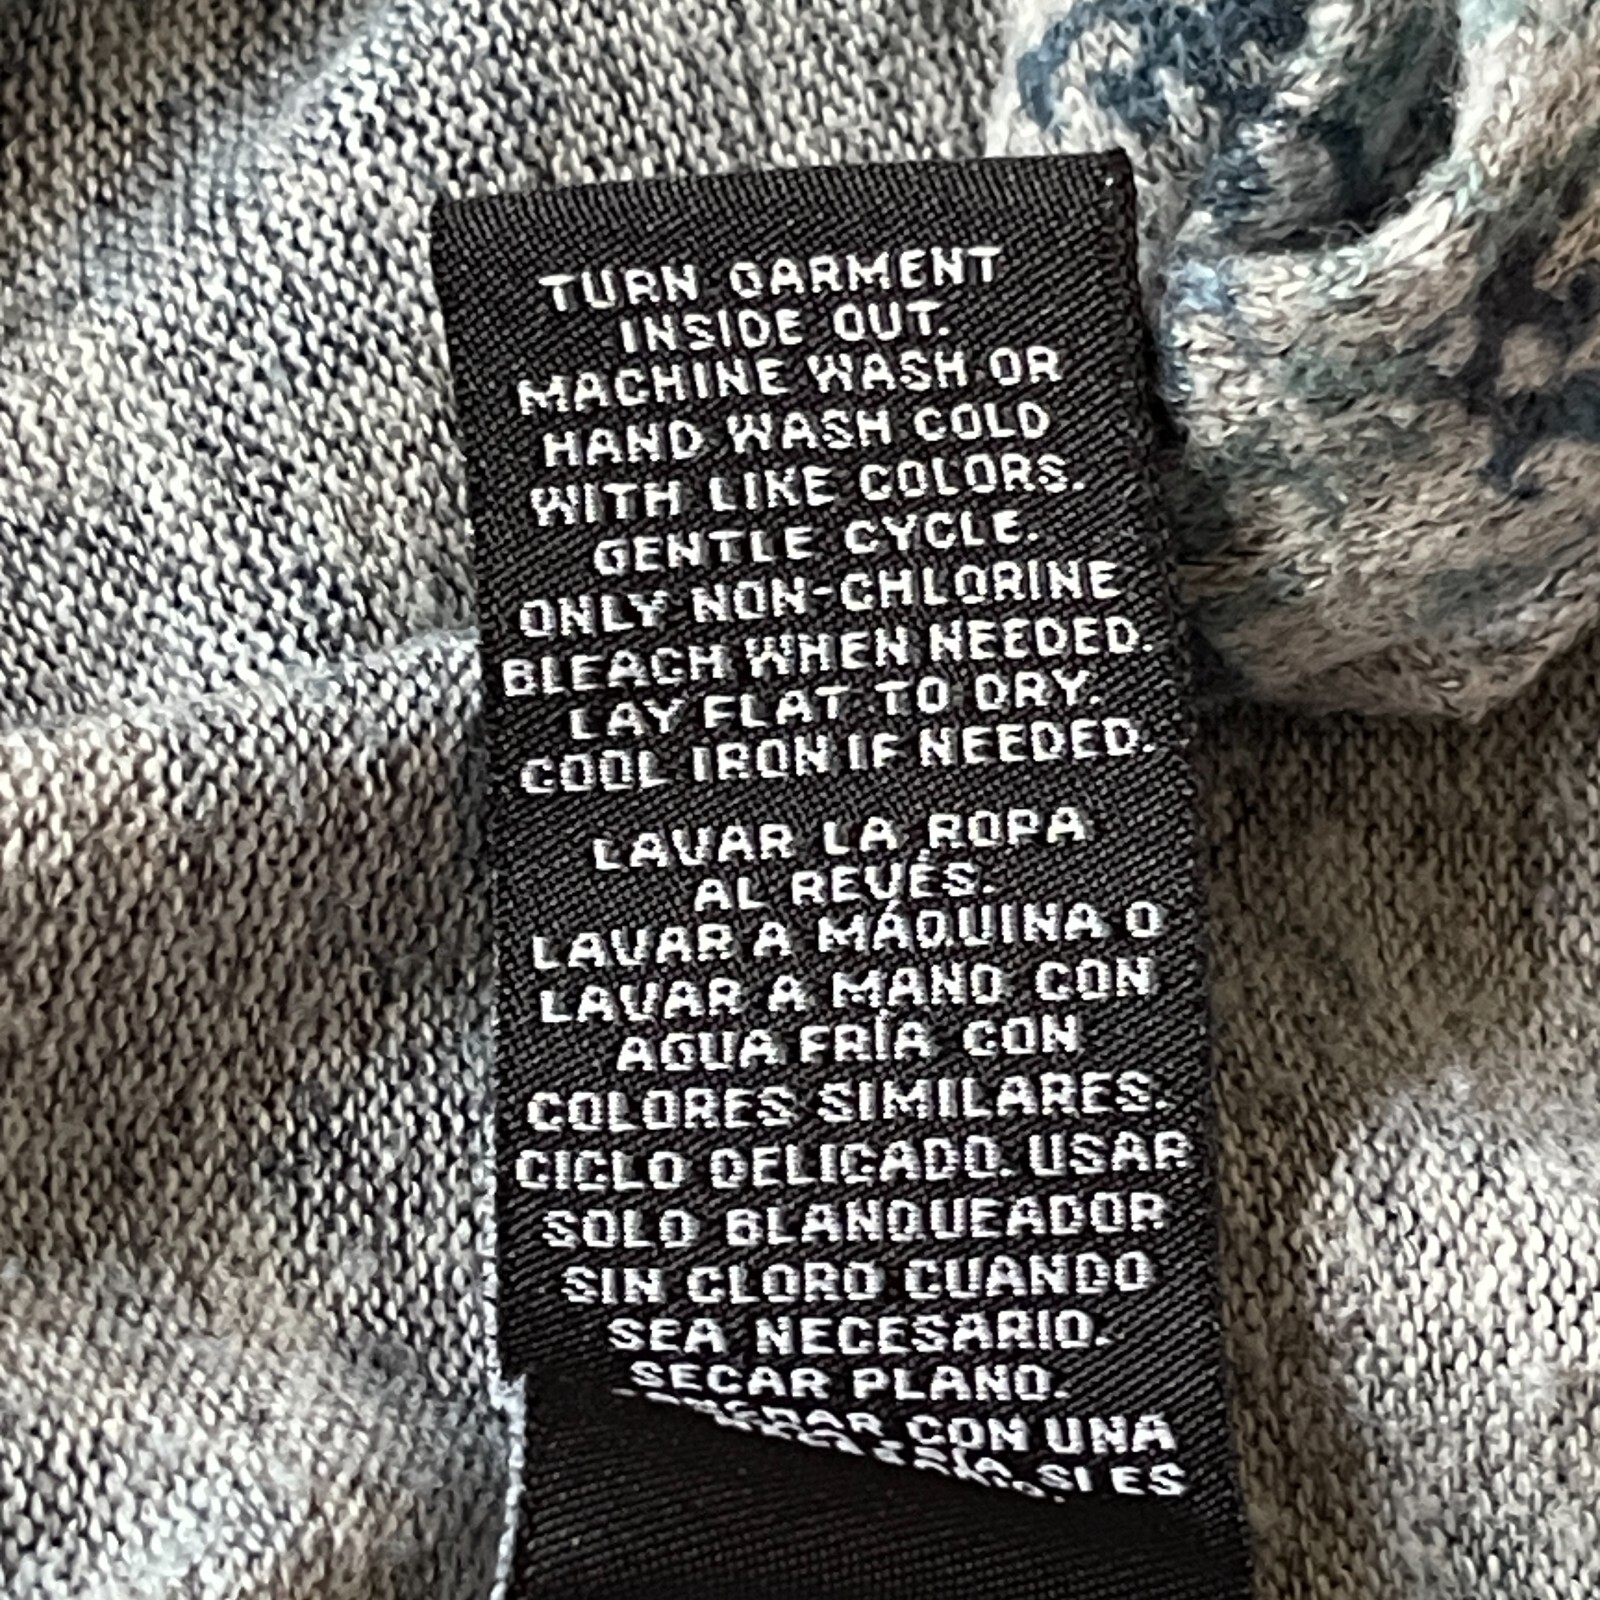 TURN GARMENT
INSIDE OUT.
MACHINE WASH OR
HAND WASH COLD
WITH LIKE COLORS.
GENTLE CYCLE.
ONLY NON-CHLORINE
BLEACH WHEN NEEDED.
LAY FLAT TO DRY.
COOL IRON IF NEEDED.
LAVAR LA ROPA
AL REVÉS.
LAVAR A MÁQUINA O
LAVAR A MANO CON
AGUA FRÍA CON
COLORES SIMILARES.
CICLO DELICADO. USAR
SOLO BLANQUEADOR
SIN CLORO CUANDO
SEA NECESARIO.
SECAR PLANO.
CON UNA
SI ES